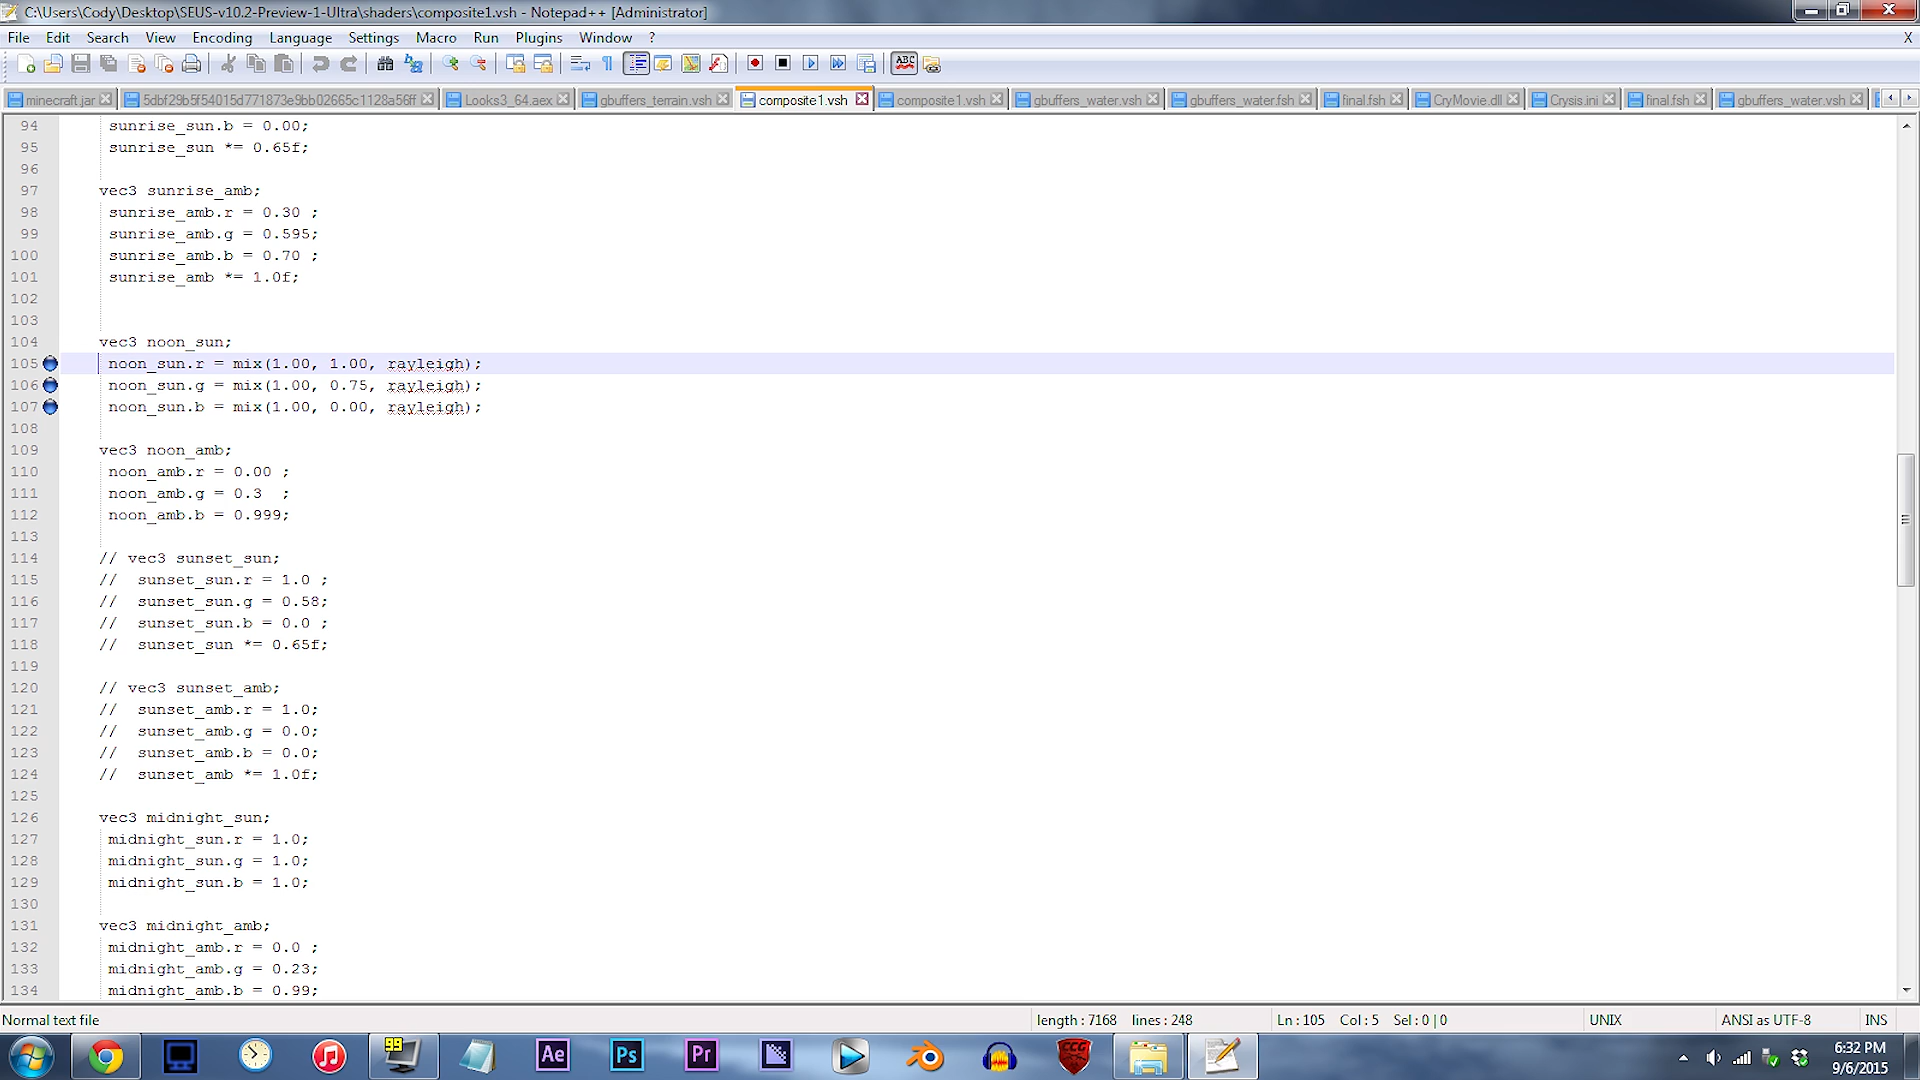 C:\Users\Cody\Desktop\SEUS-v10.2-Preview-1-Ultra\shaders\composite1.vsh - Notepad++ [Administrator]
File Edit Search View Encoding Language Settings Macro Run Plugins Window ? X
ABC
minecraft.jar 5dbf29b5f54015d771873e9bb02665c1128a56ff Looks3_64.aex gbuffers_terrain.vsh composite1.vsh composite1.vsh gbuffers_water.vsh gbuffers_water.fsh final.fsh CryMovie.dll Crysis.ini final.fsh gbuffers_water.vsh
94 sunrise_sun.b = 0.00;
95 sunrise_sun *= 0.65f;
96
97 vec3 sunrise_amb;
98 sunrise_amb.r = 0.30 ;
99 sunrise_amb.g = 0.595;
100 sunrise_amb.b = 0.70 ;
101 sunrise_amb *= 1.0f;
102
103
104 vec3 noon_sun;
105 noon_sun.r = mix(1.00, 1.00, rayleigh);
106 noon_sun.g = mix(1.00, 0.75, rayleigh);
107 noon_sun.b = mix(1.00, 0.00, rayleigh);
108
109 vec3 noon_amb;
110 noon_amb.r = 0.00 ;
111 noon_amb.g = 0.3  ;
112 noon_amb.b = 0.999;
113
114 // vec3 sunset_sun;
115 //  sunset_sun.r = 1.0 ;
116 //  sunset_sun.g = 0.58;
117 //  sunset_sun.b = 0.0 ;
118 //  sunset_sun *= 0.65f;
119
120 // vec3 sunset_amb;
121 //  sunset_amb.r = 1.0;
122 //  sunset_amb.g = 0.0;
123 //  sunset_amb.b = 0.0;
124 //  sunset_amb *= 1.0f;
125
126 vec3 midnight_sun;
127 midnight_sun.r = 1.0;
128 midnight_sun.g = 1.0;
129 midnight_sun.b = 1.0;
130
131 vec3 midnight_amb;
132 midnight_amb.r = 0.0 ;
133 midnight_amb.g = 0.23;
134 midnight_amb.b = 0.99;
Normal text file length : 7168 lines : 248 Ln : 105 Col : 5 Sel : 0 | 0 UNIX ANSI as UTF-8 INS
99 Ae Ps Pr CCC
6:32 PM
9/6/2015